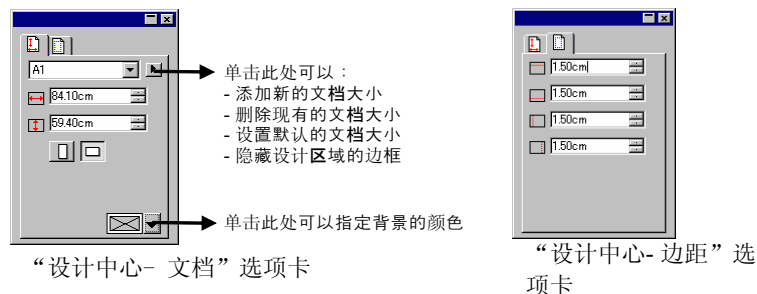 A1
84.10cm
59.40cm
单击此处可以：
- 添加新的文档大小
- 删除现有的文档大小
- 设置默认的文档大小
- 隐藏设计区域的边框
单击此处可以指定背景的颜色
“设计中心- 文档”选项卡
1.50cm
1.50cm
1.50cm
1.50cm
“设计中心- 边距”选
项卡